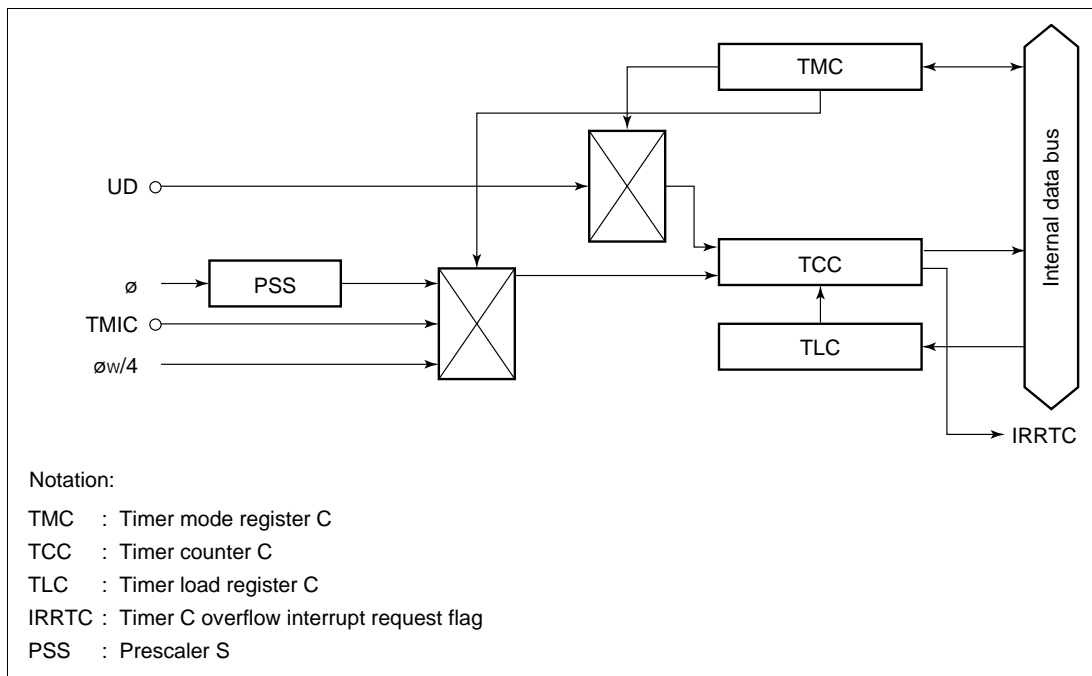 TMC
UD
TCC
Internal data bus
ø
PSS
TMIC
TLC
øw/4
IRRTC
Notation:
TMC : Timer mode register C
TCC : Timer counter C
TLC : Timer load register C
IRRTC : Timer C overflow interrupt request flag
PSS : Prescaler S